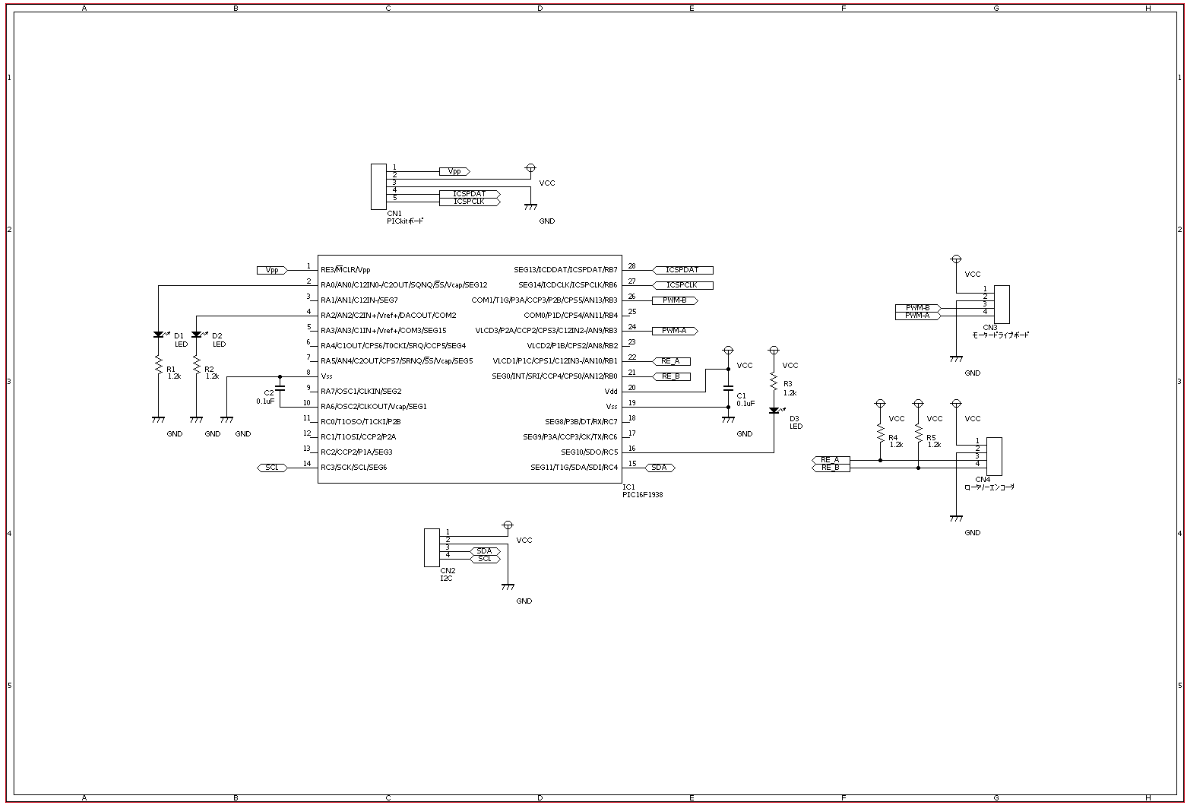 A B C D E F G H
1 1
2 2
3 3
4 4
5 5
1
2
3
4
5
Vpp
ICSPDAT
ICSPCLK
VCC
GND
CN1
PICkitボード
Vpp
1 RE3/MCLR/Vpp
2 RA0/AN0/C12IN0-/C2OUT/SQNQ/SS/Vcap/SEG12
3 RA1/AN1/C12IN-/SEG7
4 RA2/AN2/C2IN+/Vref+/DACOUT/COM2
5 RA3/AN3/C1IN+/Vref+/COM3/SEG15
6 RA4/C1OUT/CPS6/T0CKI/SRQ/CCP5/SEG4
7 RA5/AN4/C2OUT/CPS7/SRNQ/SS/Vcap/SEG5
8 Vss
9 RA7/OSC1/CLKIN/SEG2
10 RA6/OSC2/CLKOUT/Vcap/SEG1
11 RC0/T1OSO/T1CKI/P2B
12 RC1/T1OSI/CCP2/P2A
13 RC2/CCP2/P1A/SEG3
14 RC3/SCK/SCL/SEG6
SCL
SEG13/ICDDAT/ICSPDAT/RB7 28 ICSPDAT
SEG14/ICDCLK/ICSPCLK/RB6 27 ICSPCLK
COM1/T1G/P3A/CCP3/P2B/CPS5/AN13/RB3 26 PWM-B
COM0/P1D/CPS4/AN11/RB4 25
VLCD3/P2A/CCP2/CPS3/C12IN2-/AN9/RB3 24 PWM-A
VLCD2/P1B/CPS2/AN8/RB2 23
VLCD1/P1C/CPS1/C12IN3-/AN10/RB1 22 RE_A
SEG0/INT/SRI/CCP4/CPS0/AN12/RB0 21 RE_B
Vdd 20
Vss 19
SEG8/P3B/DT/RX/RC7 18
SEG9/P3A/CCP3/CK/TX/RC6 17
SEG10/SDO/RC5 16
SEG11/T1G/SDA/SDI/RC4 15 SDA
IC1
PIC16F1938
D1
LED
D2
LED
R1
1.2k
R2
1.2k
C2
0.1uF
GND
GND
GND
VCC
C1
0.1uF
GND
VCC
R3
1.2k
D3
LED
VCC
1
2
3
4
PWM-B
PWM-A
CN3
モータードライブボード
GND
VCC
VCC
VCC
R4
1.2k
R5
1.2k
1
2
3
4
RE_A
RE_B
CN4
ロータリーエンコーダ
GND
1
2
3
4
VCC
SDA
SCL
CN2
I2C
GND
A B C D E F G H